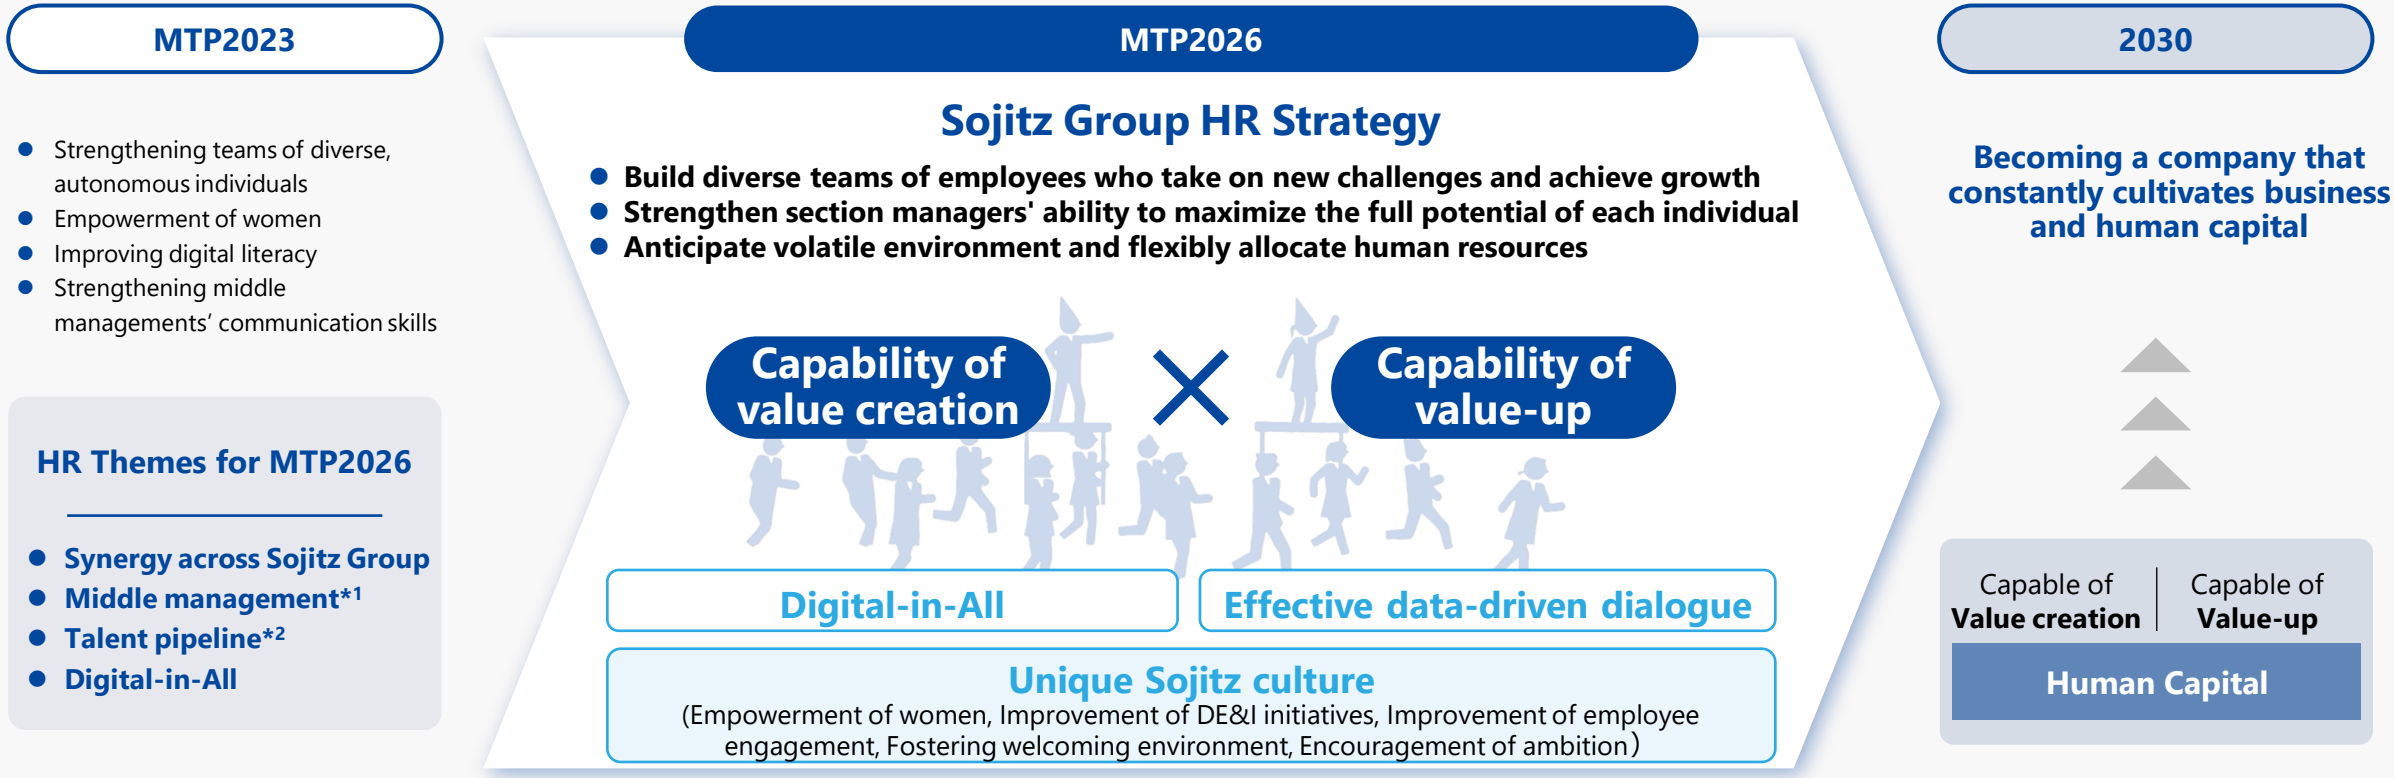 MTP2023
● Strengthening teams of diverse,
autonomous individuals
● Empowerment of women
● Improving digital literacy
● Strengthening middle
managements’ communication skills
HR Themes for MTP2026
● Synergy across Sojitz Group
● Middle management*1
● Talent pipeline*2
● Digital-in-All
MTP2026
Sojitz Group HR Strategy
● Build diverse teams of employees who take on new challenges and achieve growth
● Strengthen section managers' ability to maximize the full potential of each individual
● Anticipate volatile environment and flexibly allocate human resources
Capability of
value creation
×
Capability of
value-up
Digital-in-All
Effective data-driven dialogue
Unique Sojitz culture
(Empowerment of women, Improvement of DE&I initiatives, Improvement of employee
engagement, Fostering welcoming environment, Encouragement of ambition）
2030
Becoming a company that
constantly cultivates business
and human capital
Capable of
Value creation
Capable of
Value-up
Human Capital